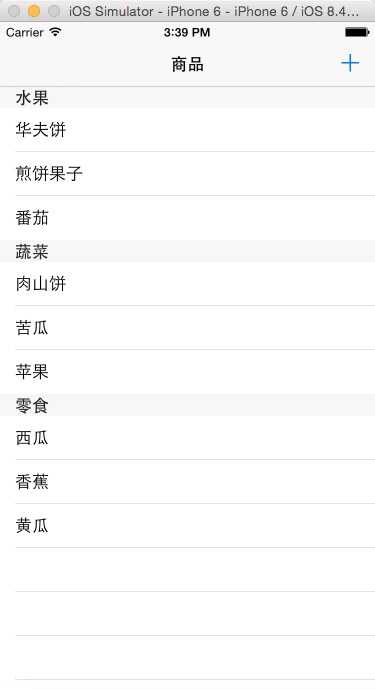 iOS Simulator - iPhone 6 - iPhone 6 / iOS 8.4...
Carrier 3:39 PM
商品 +
水果
华夫饼
煎饼果子
番茄
蔬菜
肉山饼
苦瓜
苹果
零食
西瓜
香蕉
黄瓜